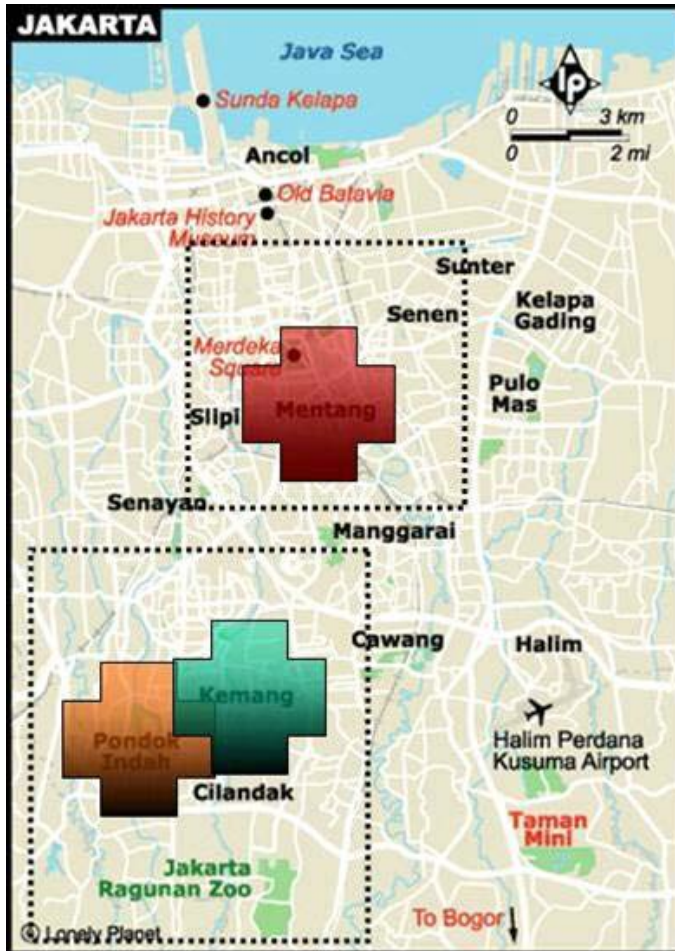 JAKARTA
Java Sea
lp
Sunda Kelapa
0 3 km
0 2 mi
Ancol
Old Batavia
Jakarta History
Museum
Sunter
Senen
Kelapa
Gading
Merdeka
Square
Pulo
Mas
Slipi
Mentang
Senayan
Manggarai
Cawang
Halim
Kemang
Pondok
Indah
Halim Perdana
Kusuma Airport
Cilandak
Taman
Mini
Jakarta
Ragunan Zoo
To Bogor
© Lonely Planet